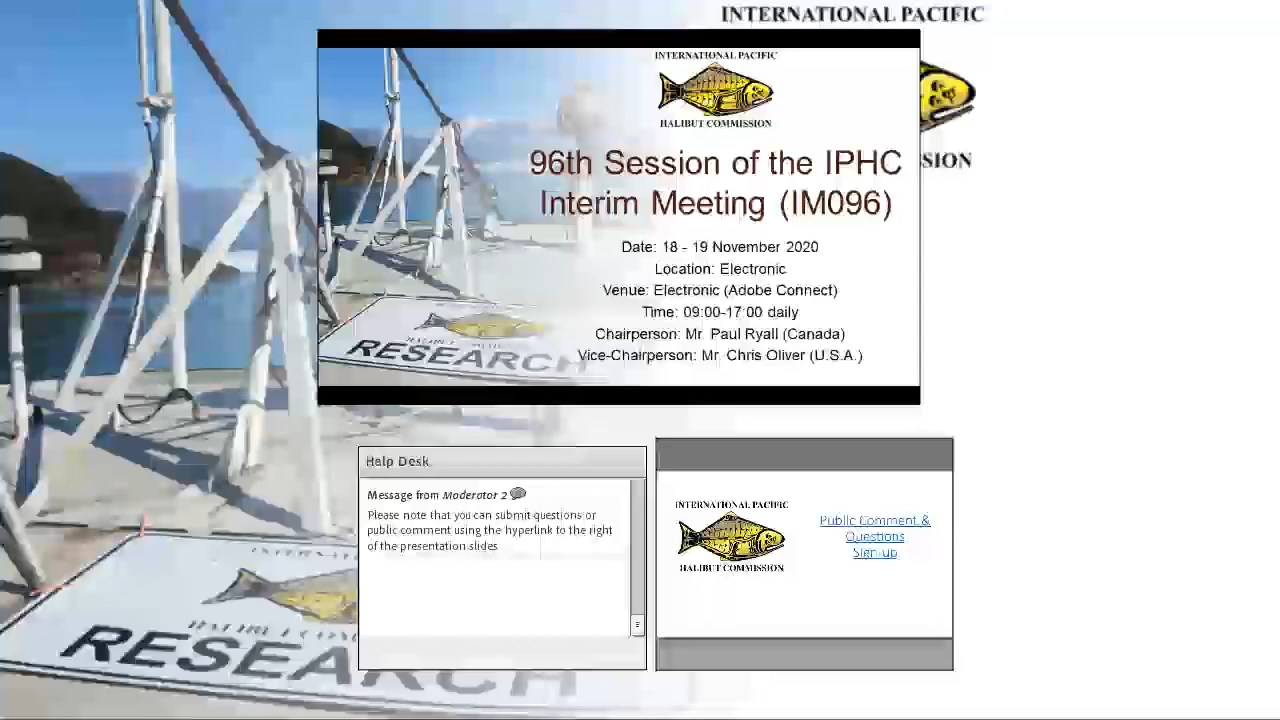 INTERNATIONAL PACIFIC
SION
INTERNATIONAL PACIFIC
HALIBUT COMMISSION
96th Session of the IPHC
Interim Meeting (IM096)
Date: 18 - 19 November 2020
Location: Electronic
Venue: Electronic (Adobe Connect)
Time: 09:00-17:00 daily
Chairperson: Mr. Paul Ryall (Canada)
Vice-Chairperson: Mr. Chris Oliver (U.S.A.)
RESEARCH
Help Desk
Message from Moderator 2
Please note that you can submit questions or
public comment using the hyperlink to the right
of the presentation slides
INTERNATIONAL PACIFIC
HALIBUT COMMISSION
Public Comment &
Questions
Sign-up
RESEARCH